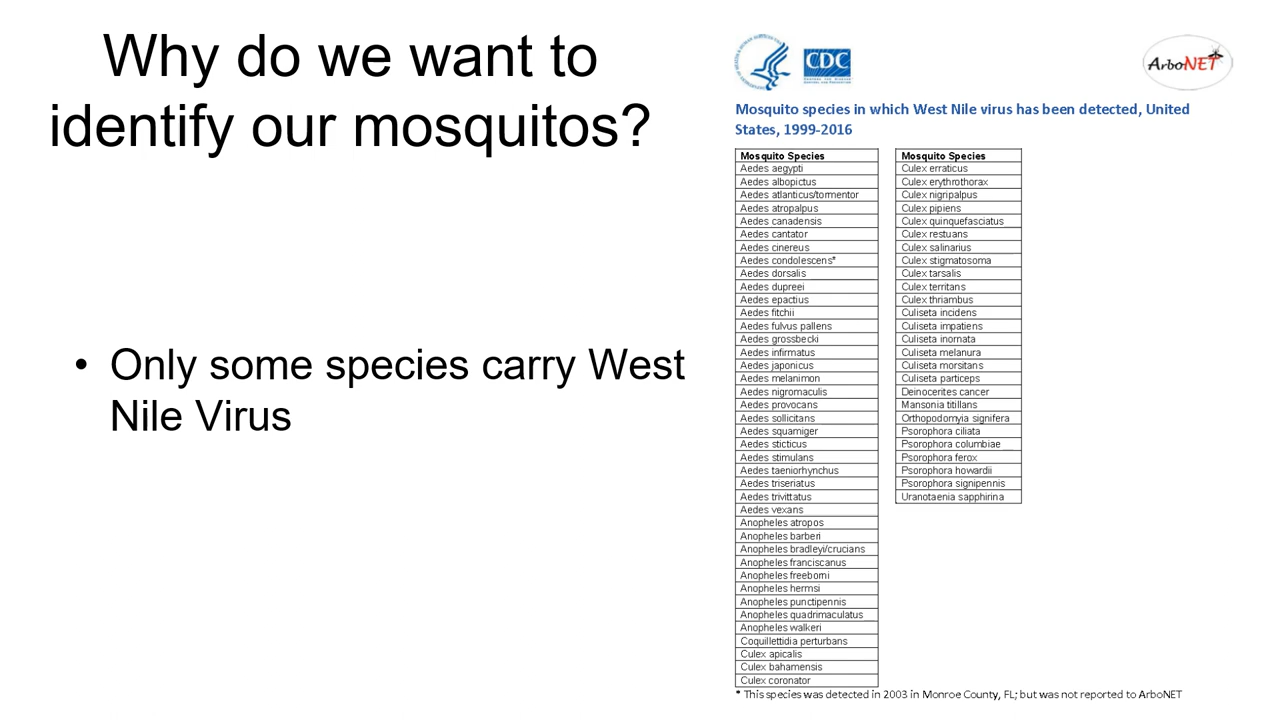 Why do we want to
identify our mosquitos?
• Only some species carry West
Nile Virus
CDC
ArboNET
Mosquito species in which West Nile virus has been detected, United
States, 1999-2016
Mosquito Species
Aedes aegypti
Aedes albopictus
Aedes atlanticus/tormentor
Aedes atropalpus
Aedes canadensis
Aedes cantator
Aedes cinereus
Aedes condolescens*
Aedes dorsalis
Aedes dupreei
Aedes epactius
Aedes fitchii
Aedes fulvus pallens
Aedes grossbecki
Aedes infirmatus
Aedes japonicus
Aedes melanimon
Aedes nigromaculis
Aedes provocans
Aedes sollicitans
Aedes squamiger
Aedes sticticus
Aedes stimulans
Aedes taeniorhynchus
Aedes triseriatus
Aedes trivittatus
Aedes vexans
Anopheles atropos
Anopheles barberi
Anopheles bradleyi/crucians
Anopheles franciscanus
Anopheles freeborni
Anopheles hermsi
Anopheles punctipennis
Anopheles quadrimaculatus
Anopheles walkeri
Coquillettidia perturbans
Culex apicalis
Culex bahamensis
Culex coronator
Mosquito Species
Culex erraticus
Culex erythrothorax
Culex nigripalpus
Culex pipiens
Culex quinquefasciatus
Culex restuans
Culex salinarius
Culex stigmatosoma
Culex tarsalis
Culex territans
Culex thriambus
Culiseta incidens
Culiseta impatiens
Culiseta inornata
Culiseta melanura
Culiseta morsitans
Culiseta particeps
Deinocerites cancer
Mansonia titillans
Orthopodomyia signifera
Psorophora ciliata
Psorophora columbiae
Psorophora ferox
Psorophora howardii
Psorophora signipennis
Uranotaenia sapphirina
* This species was detected in 2003 in Monroe County, FL; but was not reported to ArboNET